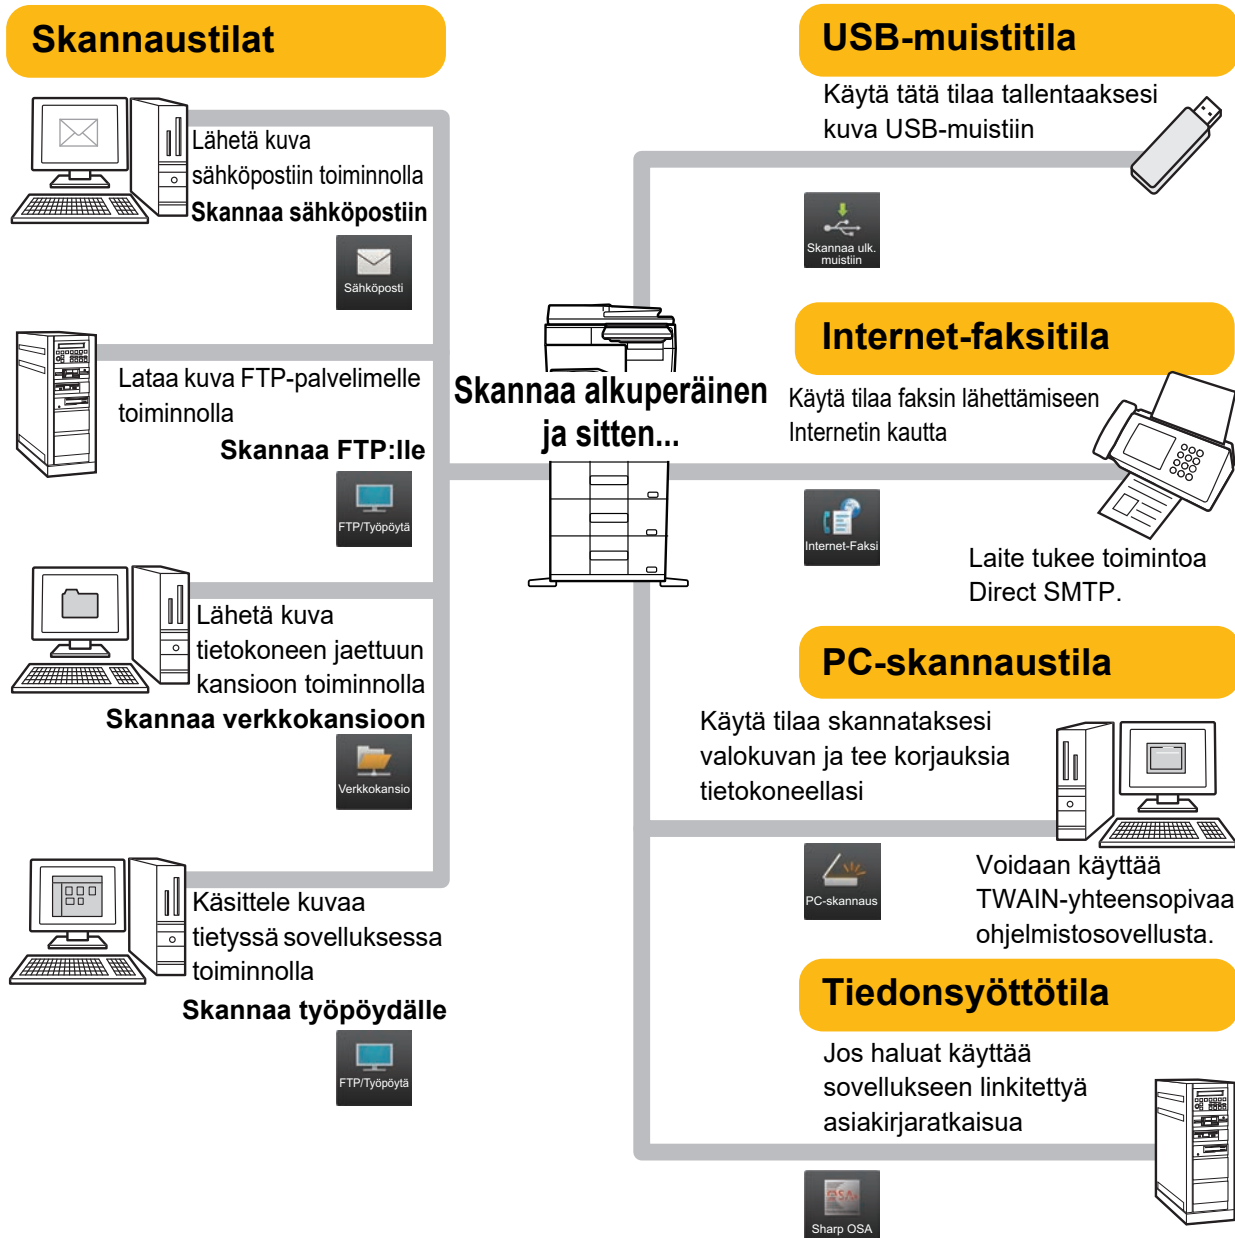 Skannaustilat
Lähetä kuva
sähköpostiin toiminnolla
Skannaa sähköpostiin
Sähköposti
Lataa kuva FTP-palvelimelle
toiminnolla
Skannaa FTP:lle
FTP/Työpöytä
Lähetä kuva
tietokoneen jaettuun
kansioon toiminnolla
Skannaa verkkokansioon
Verkkokansio
Käsittele kuvaa
tietyssä sovelluksessa
toiminnolla
Skannaa työpöydälle
FTP/Työpöytä
Skannaa alkuperäinen
ja sitten...
USB-muistitila
Käytä tätä tilaa tallentaaksesi
kuva USB-muistiin
Skannaa ulk.
muistiin
Internet-faksitila
Käytä tilaa faksin lähettämiseen
Internetin kautta
Internet-Faksi
Laite tukee toimintoa
Direct SMTP.
PC-skannaustila
Käytä tilaa skannataksesi
valokuvan ja tee korjauksia
tietokoneellasi
PC-skannaus
Voidaan käyttää
TWAIN-yhteensopivaa
ohjelmistosovellusta.
Tiedonsyöttötila
Jos haluat käyttää
sovellukseen linkitettyä
asiakirjaratkaisua
OSA
Sharp OSA